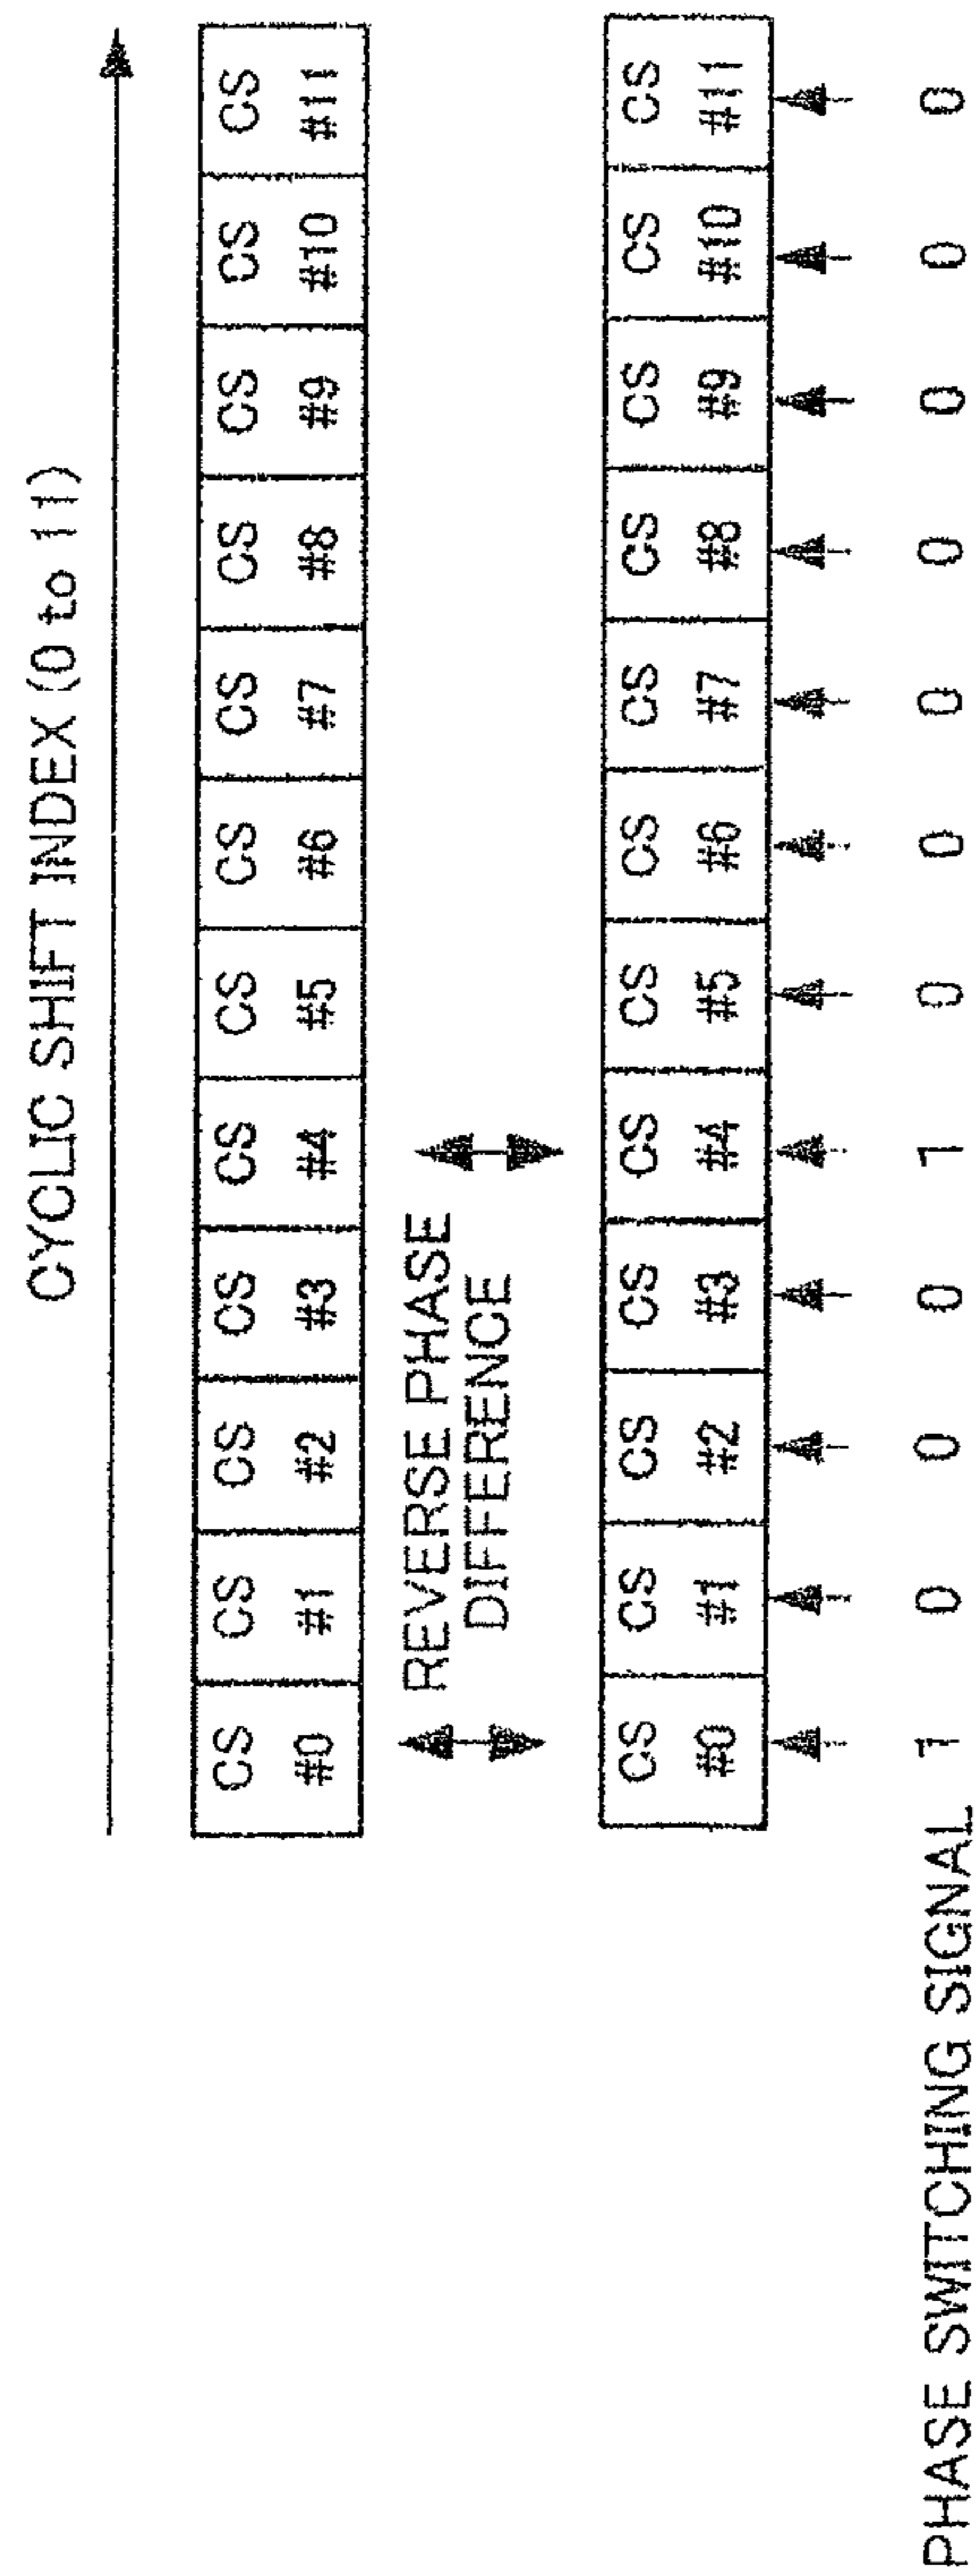 CYCLIC SHIFT INDEX (0 to 11)
CS CS CS CS CS CS CS CS CS CS CS CS
#0 #1 #2 #3 #4 #5 #6 #7 #8 #9 #10 #11
REVERSE PHASE
DIFFERENCE
CS CS CS CS CS CS CS CS CS CS CS CS
#0 #1 #2 #3 #4 #5 #6 #7 #8 #9 #10 #11
PHASE SWITCHING SIGNAL 1 0 0 0 1 0 0 0 0 0 0 0